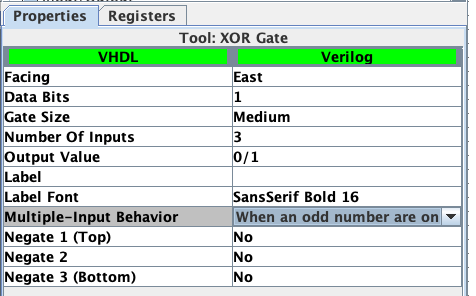 Properties Registers
Tool: XOR Gate
VHDL Verilog
Facing East
Data Bits 1
Gate Size Medium
Number Of Inputs 3
Output Value 0/1
Label
Label Font SansSerif Bold 16
Multiple-Input Behavior When an odd number are on
Negate 1 (Top) No
Negate 2 No
Negate 3 (Bottom) No